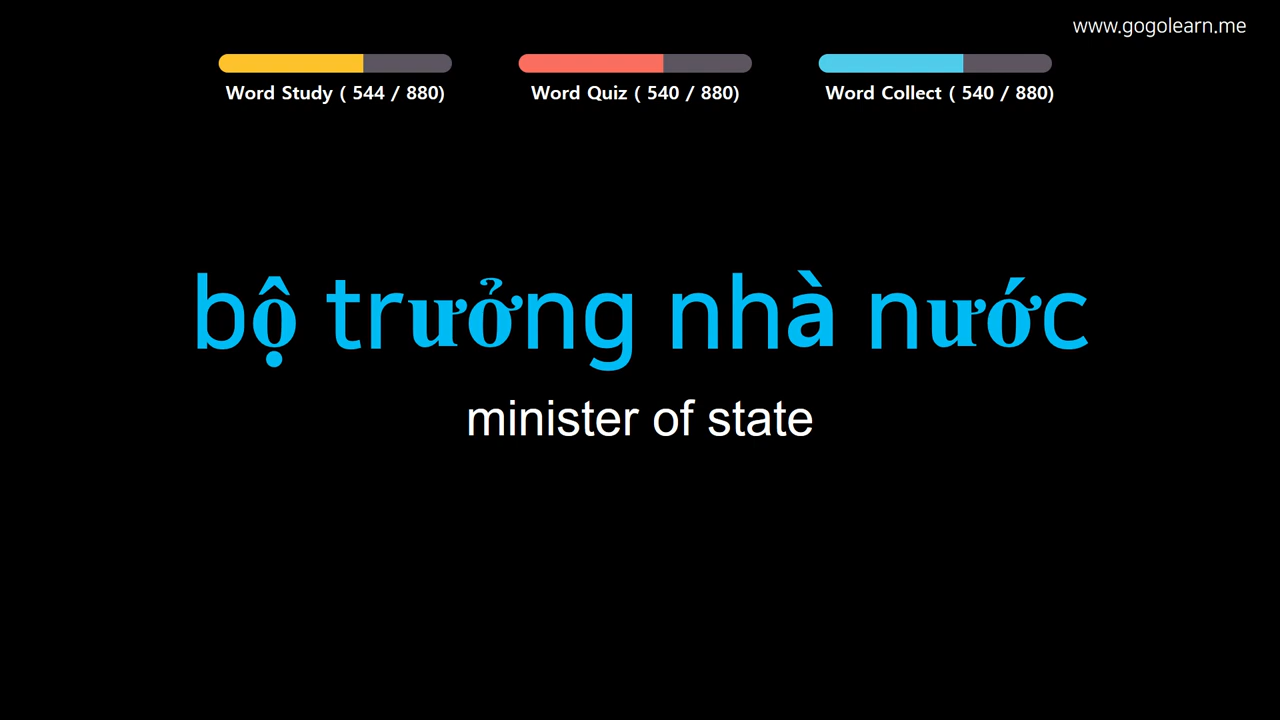 www.gogolearn.me
Word Study ( 544 / 880)
Word Quiz ( 540 / 880)
Word Collect ( 540 / 880)
bộ trưởng nhà nước
minister of state